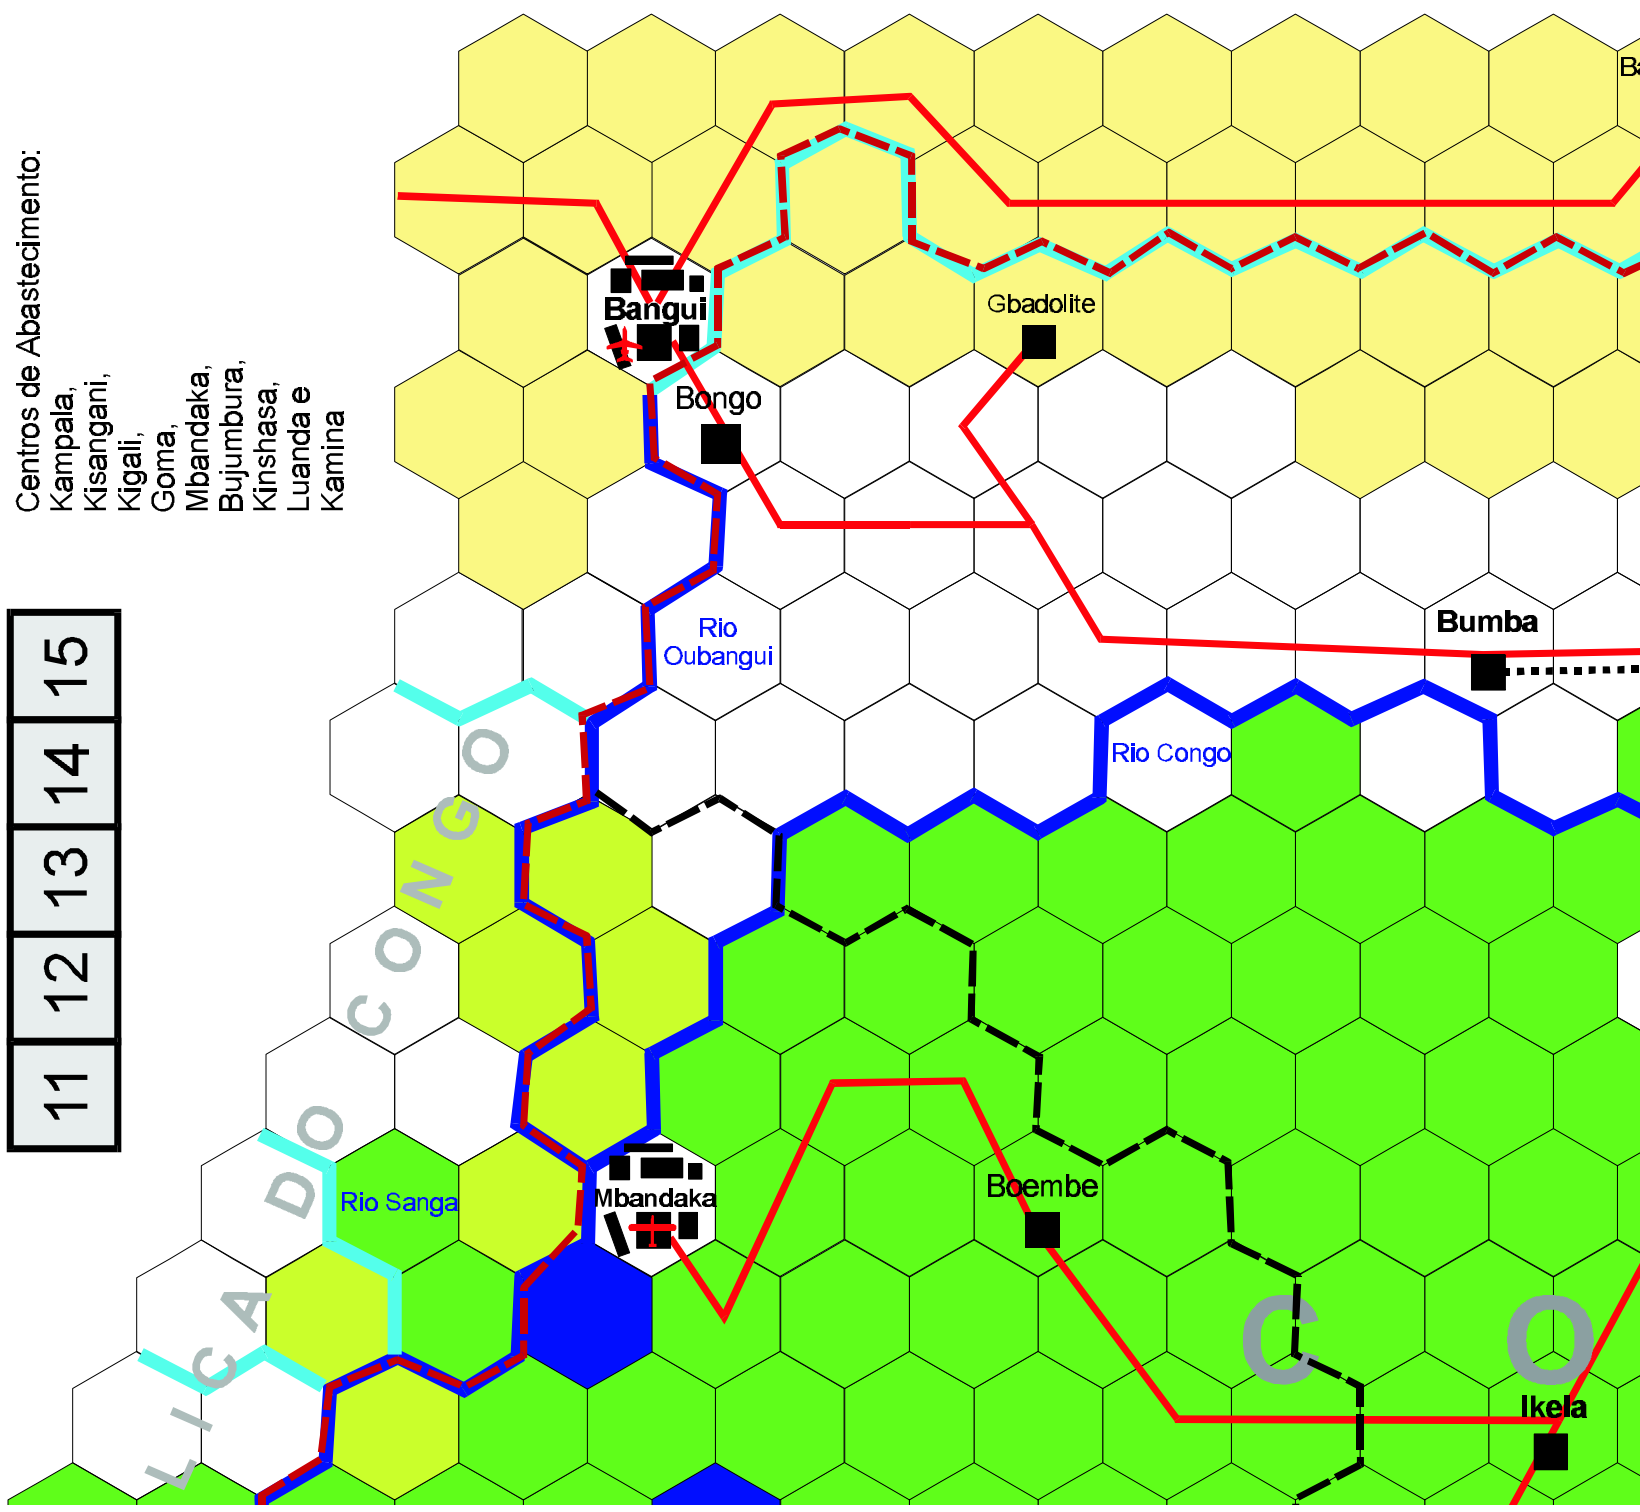 Centros de Abastecimento:
Kampala,
Kisangani,
Kigali,
Goma,
Mbandaka,
Bujumbura,
Kinshasa,
Luanda e
Kamina
15
14
13
12
11
Ba
Bangui
Gbadolite
Bongo
Rio
Oubangui
Bumba
Rio Congo
LICA DO CONGO
Rio Sanga
Mbandaka
Boembe
C O
Ikela